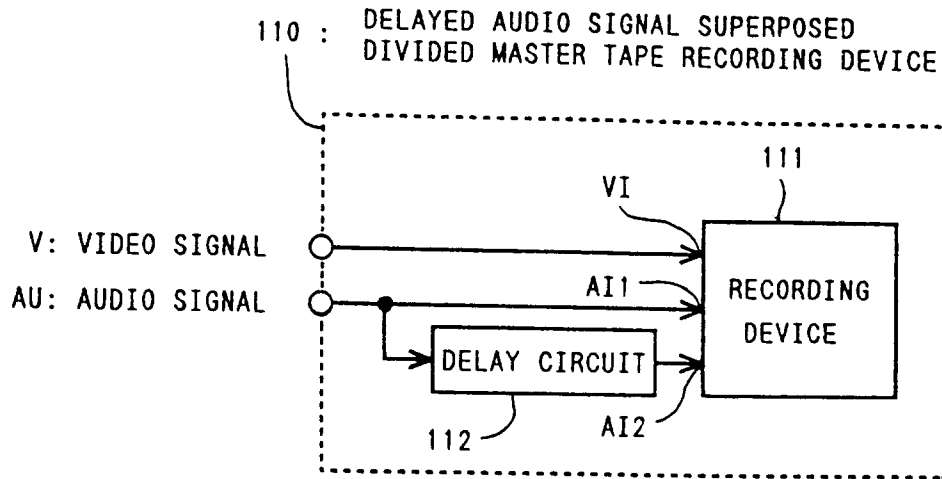 110 : DELAYED AUDIO SIGNAL SUPERPOSED
DIVIDED MASTER TAPE RECORDING DEVICE
111
VI
V: VIDEO SIGNAL
AU: AUDIO SIGNAL
AI1
RECORDING
DEVICE
DELAY CIRCUIT
112
AI2